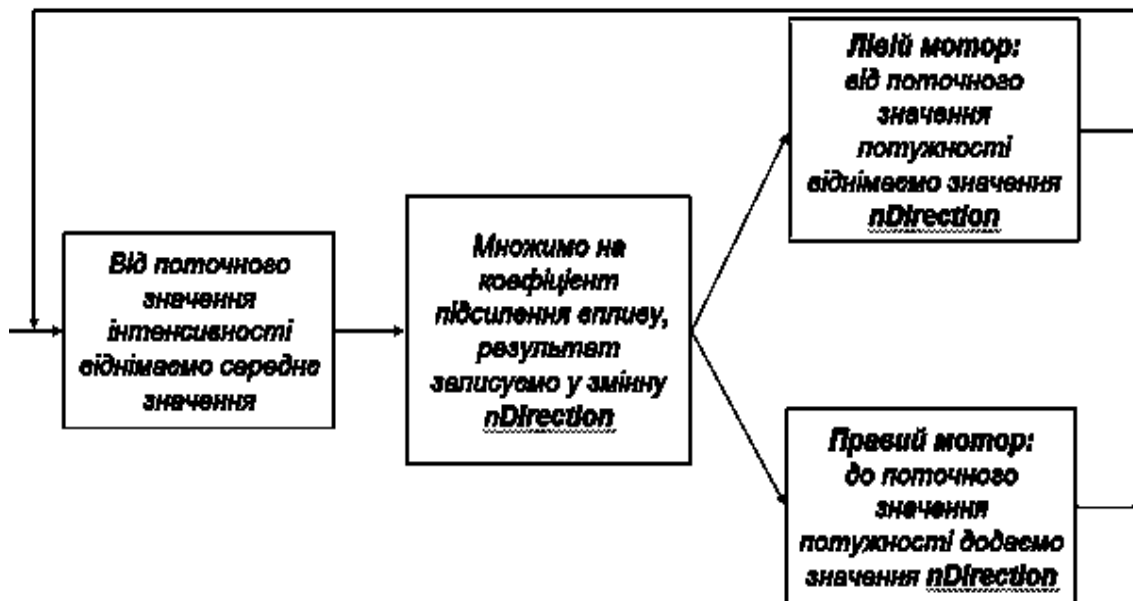 Від поточного
значення
інтенсивності
віднімаємо середнє
значення
Множимо на
коефіцієнт
підсилення впливу,
результат
записуємо у змінну
nDirection
Лівій мотор:
від поточного
значення
потужності
віднімаємо значення
nDirection
Правий мотор:
до поточного
значення
потужності додаємо
значення nDirection